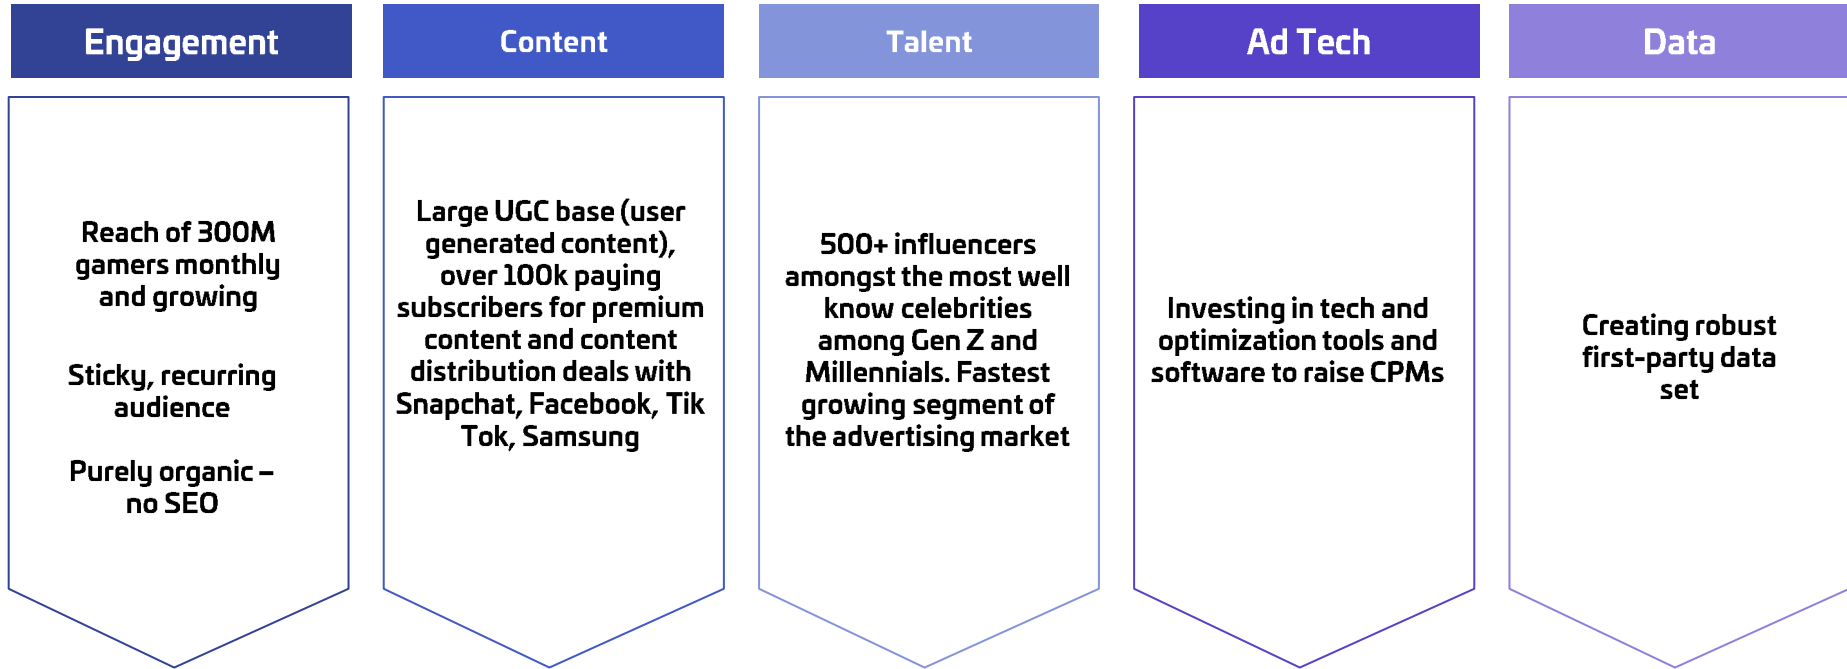 Engagement
Content
Talent
Ad Tech
Data
Reach of 300M
gamers monthly
and growing
Sticky, recurring
audience
Purely organic –
no SEO
Large UGC base (user
generated content),
over 100k paying
subscribers for premium
content and content
distribution deals with
Snapchat, Facebook, Tik
Tok, Samsung
500+ influencers
amongst the most well
know celebrities
among Gen Z and
Millennials. Fastest
growing segment of
the advertising market
Investing in tech and
optimization tools and
software to raise CPMs
Creating robust
first-party data
set